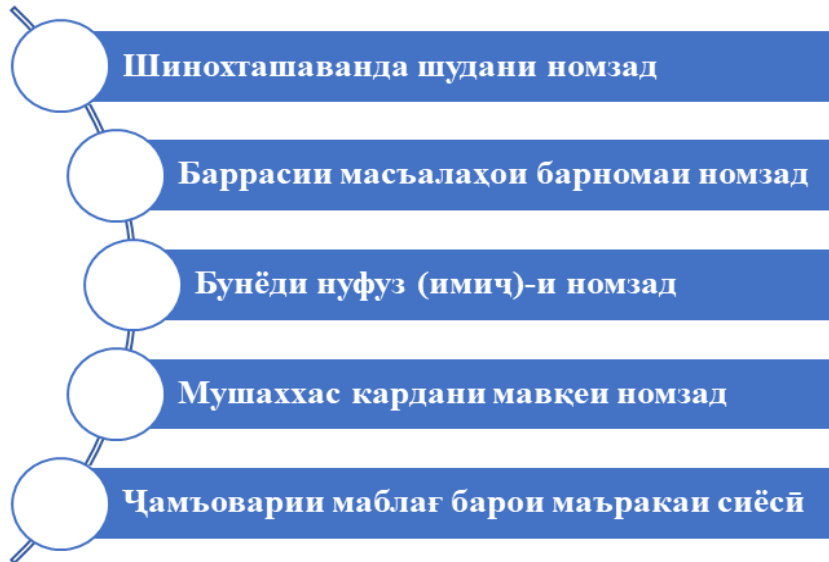 Шинохташаванда шудани номзад
Баррасии масъалаҳои барномаи номзад
Бунёди нуфуз (имиҷ)-и номзад
Мушаххас кардани мавқеи номзад
Ҷамъоварии маблағ барои маъракаи сиёсӣ